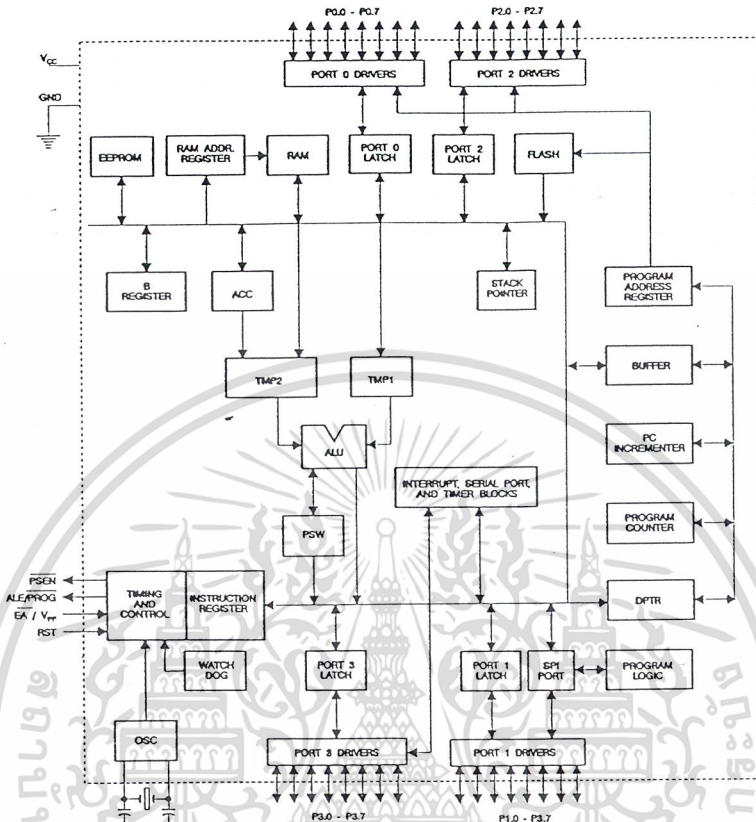 P0.0 - P0.7
P2.0 - P2.7
VCC
GND
PORT 0 DRIVERS
PORT 2 DRIVERS
EEPROM
RAM ADDR.
REGISTER
RAM
PORT 0
LATCH
PORT 2
LATCH
FLASH
B
REGISTER
ACC
STACK
POINTER
PROGRAM
ADDRESS
REGISTER
TMP2
TMP1
BUFFER
ALU
PC
INCREMENTER
INTERRUPT, SERIAL PORT,
AND TIMER BLOCKS
PSW
PROGRAM
COUNTER
PSEN
ALE/PROG
EA / VPP
RST
TIMING
AND
CONTROL
INSTRUCTION
REGISTER
DPTR
WATCH
DOG
PORT 3
LATCH
PORT 1
LATCH
SPI
PORT
PROGRAM
LOGIC
OSC
PORT 3 DRIVERS
PORT 1 DRIVERS
P3.0 - P3.7
P1.0 - P3.7